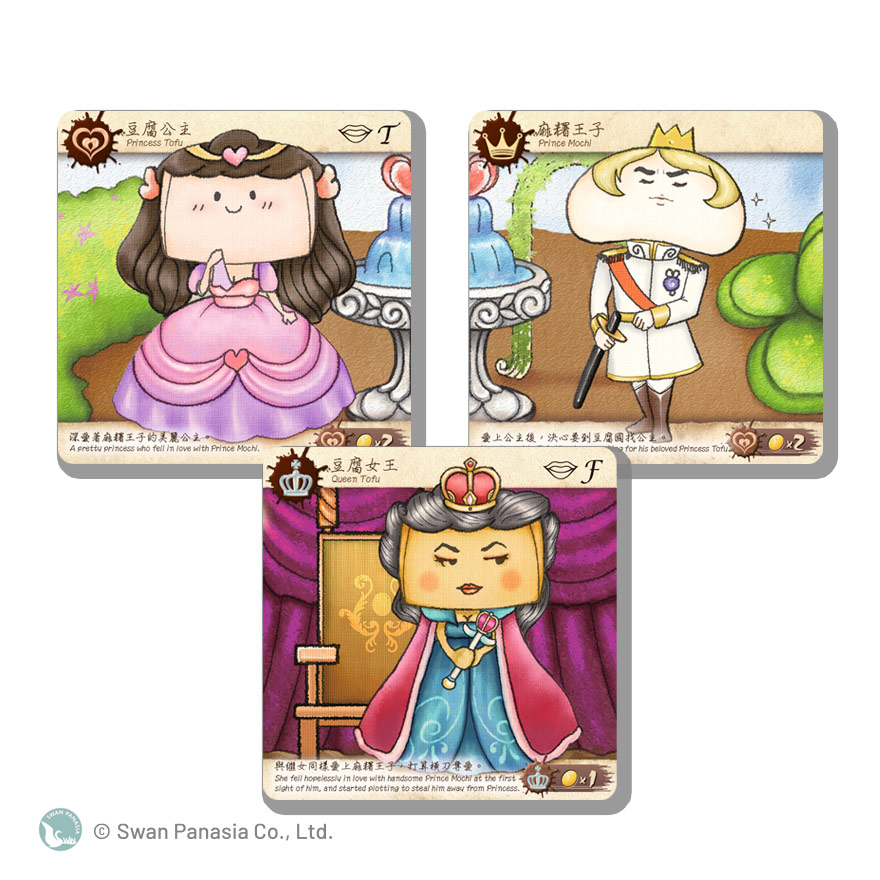 豆腐公主
Princess Tofu
T
深愛著麻糬王子的美麗公主。
A pretty princess who fell in love with Prince Mochi.
x2
麻糬王子
Prince Mochi
愛上公主後，決心要到豆腐國找公主。
for his beloved Princess Tofu.
x2
豆腐女王
Queen Tofu
F
與繼女同樣愛上麻糬王子，打算橫刀奪愛。
She fell hopelessly in love with handsome Prince Mochi at the first
sight of him, and started plotting to steal him away from Princess.
x1
SWAN PANASIA
© Swan Panasia Co., Ltd.